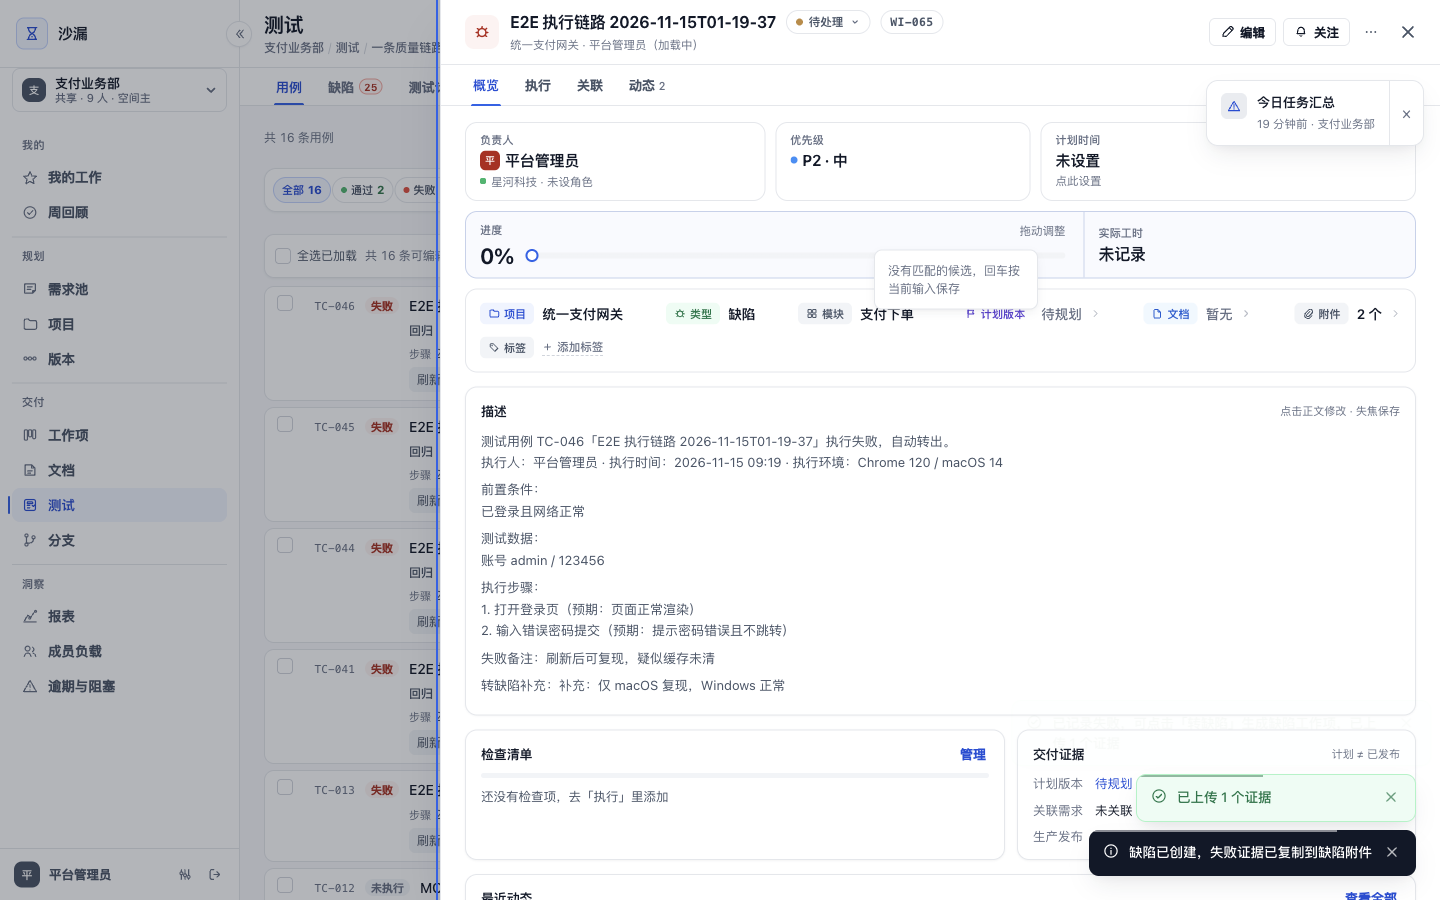 沙漏
支
支付业务部
共享 · 9 人 · 空间主
我的
我的工作
周回顾
规划
需求池
项目
版本
交付
工作项
文档
测试
分支
洞察
报表
成员负载
逾期与阻塞
平
平台管理员
测试
支付业务部 / 测试 / 一条质量链路
用例
缺陷 25
共 16 条用例
全部 16
通过 2
失败
全选已加载
TC-046 失败 E2E
回归
步骤
刷新
TC-045 失败 E2E
回归
步骤
刷新
TC-044 失败 E2E
回归
步骤
刷新
TC-041 失败 E2E
回归
步骤
刷新
TC-013 失败 E2E
回归
步骤
刷新
TC-012 未执行
E2E 执行链路 2026-11-15T01-19-37
待处理
WI-065
统一支付网关 · 平台管理员（加载中）
编辑
关注
概览
执行
关联
动态 2
今日任务汇总
19 分钟前 · 支付业务部
负责人
平 平台管理员
星河科技 · 未设角色
优先级
P2 · 中
计划时间
未设置
点此设置
进度
拖动调整
0%
实际工时
未记录
没有匹配的候选，回车按
当前输入保存
项目 统一支付网关
类型 缺陷
模块 支付下单
计划版本 待规划
文档 暂无
附件 2 个
标签
+ 添加标签
描述
点击正文修改 · 失焦保存
测试用例 TC-046「E2E 执行链路 2026-11-15T01-19-37」执行失败，自动转出。
执行人：平台管理员 · 执行时间：2026-11-15 09:19 · 执行环境：Chrome 120 / macOS 14
前置条件：
已登录且网络正常
测试数据：
账号 admin / 123456
执行步骤：
1. 打开登录页（预期：页面正常渲染）
2. 输入错误密码提交（预期：提示密码错误且不跳转）
失败备注：刷新后可复现，疑似缓存未清
转缺陷补充：补充：仅 macOS 复现，Windows 正常
检查清单
管理
还没有检查项，去「执行」里添加
交付证据
计划 ≠ 已发布
计划版本 待规划
关联需求 未关联
生产发布
已上传 1 个证据
缺陷已创建，失败证据已复制到缺陷附件
最近动态
查看全部